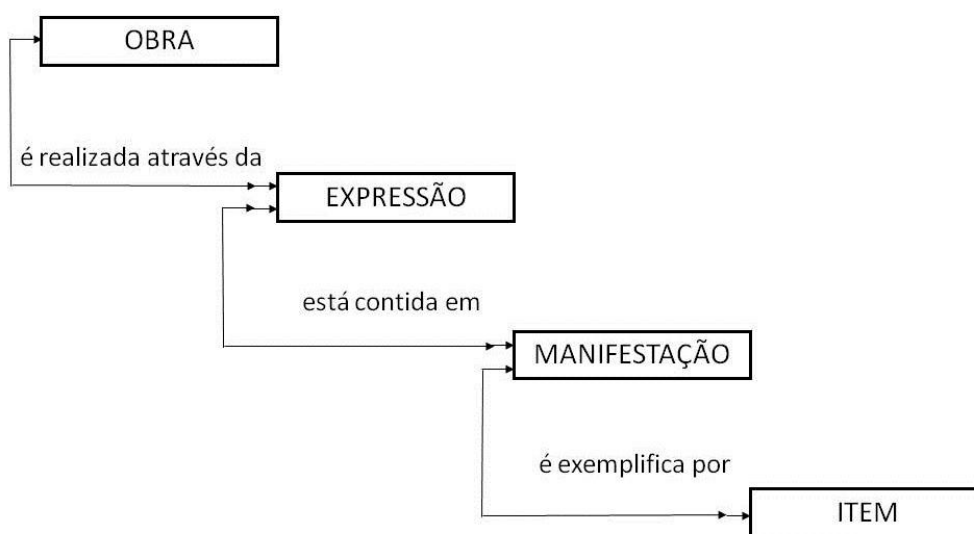 OBRA
é realizada através da
EXPRESSÃO
está contida em
MANIFESTAÇÃO
é exemplifica por
ITEM